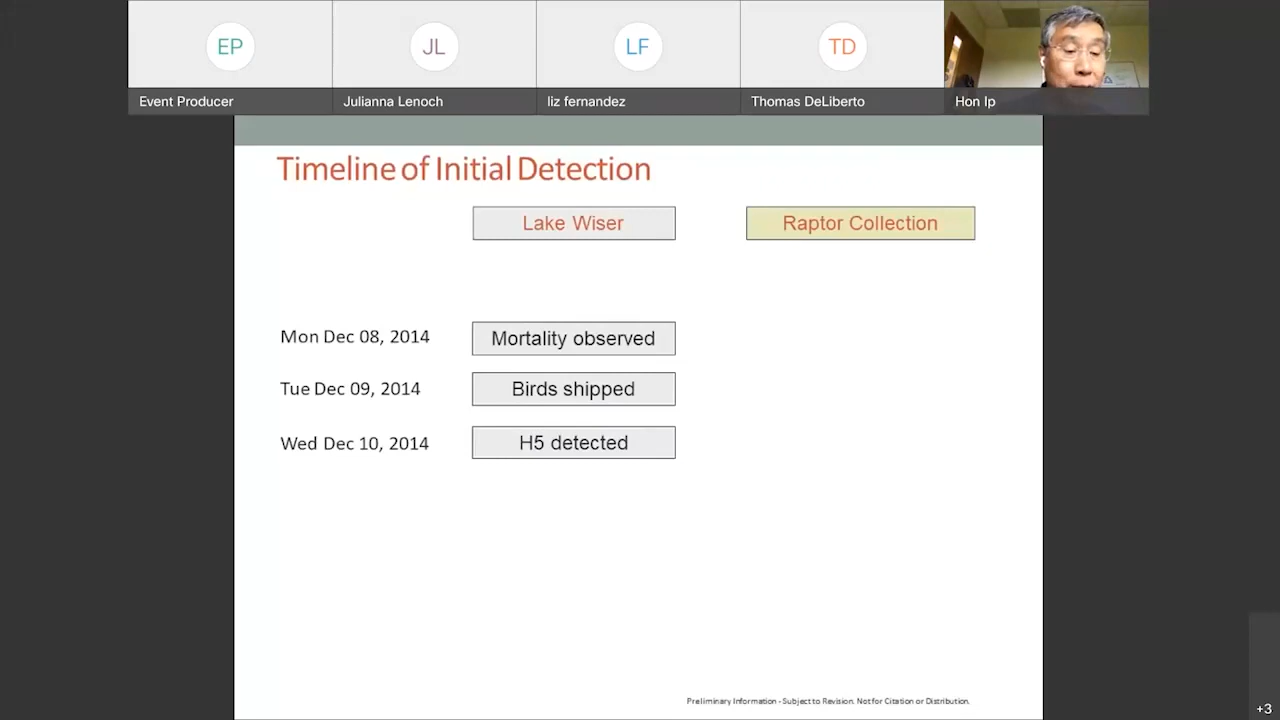 EP
JL
LF
TD
Event Producer
Julianna Lenoch
liz fernandez
Thomas DeLiberto
Hon Ip
Timeline of Initial Detection
Lake Wiser
Raptor Collection
Mon Dec 08, 2014
Mortality observed
Tue Dec 09, 2014
Birds shipped
Wed Dec 10, 2014
H5 detected
Preliminary Information - Subject to Revision. Not for Citation or Distribution.
+3